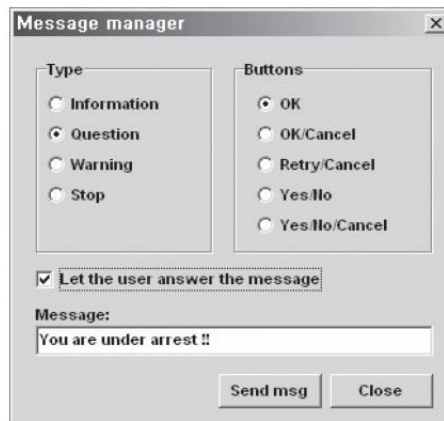 Message manager
Type
Information
Question
Warning
Stop
Buttons
OK
OK/Cancel
Retry/Cancel
Yes/No
Yes/No/Cancel
Let the user answer the message
Message:
You are under arrest !!
Send msg
Close